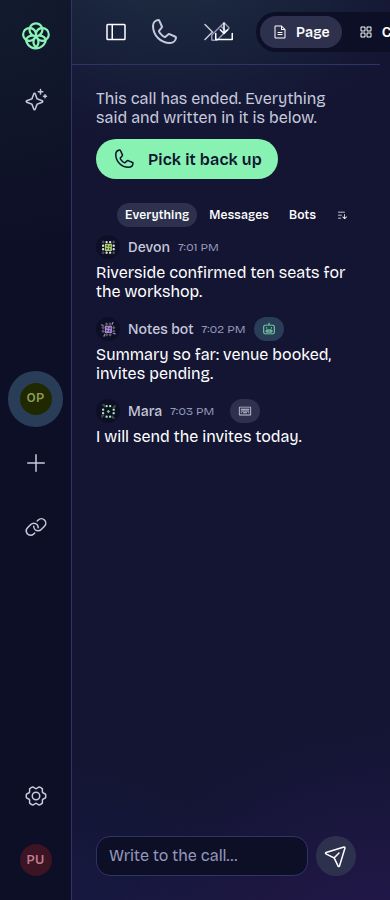 Page
C
This call has ended. Everything
said and written in it is below.
Pick it back up
Everything Messages Bots
Devon 7:01 PM
Riverside confirmed ten seats for
the workshop.
Notes bot 7:02 PM
Summary so far: venue booked,
invites pending.
OP
Mara 7:03 PM
I will send the invites today.
Write to the call...
PU